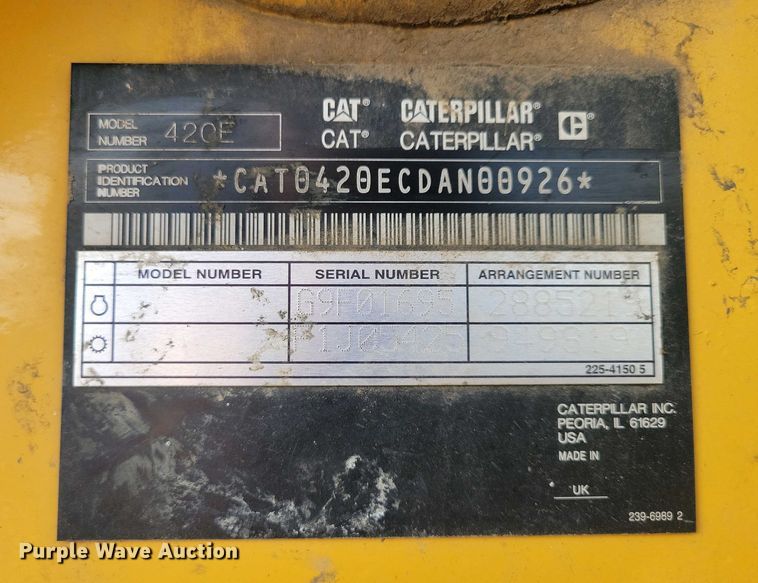 CAT® CATERPILLAR®
CAT® CATERPILLAR®
MODEL NUMBER 420E
PRODUCT IDENTIFICATION NUMBER *CAT0420ECDAN00926*
MODEL NUMBER SERIAL NUMBER ARRANGEMENT NUMBER
G9F01695
225-4150 5
CATERPILLAR INC.
PEORIA, IL 61629
USA
MADE IN
UK
239-6989 2
Purple Wave Auction